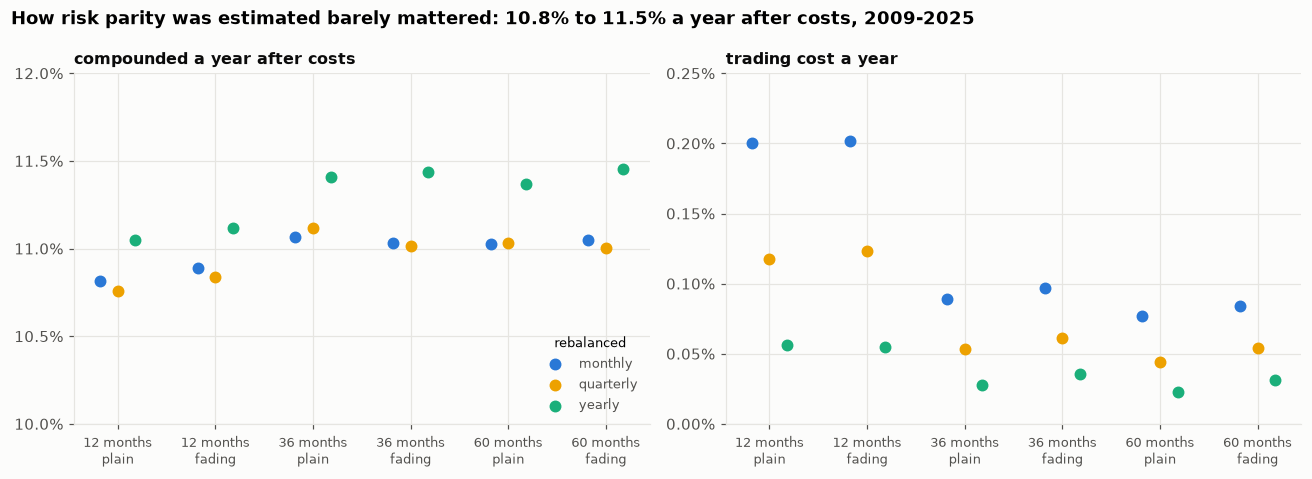 How risk parity was estimated barely mattered: 10.8% to 11.5% a year after costs, 2009-2025
compounded a year after costs
12.0%
11.5%
11.0%
10.5%
10.0%
rebalanced
monthly
quarterly
yearly
12 months plain
12 months fading
36 months plain
36 months fading
60 months plain
60 months fading
trading cost a year
0.25%
0.20%
0.15%
0.10%
0.05%
0.00%
12 months plain
12 months fading
36 months plain
36 months fading
60 months plain
60 months fading